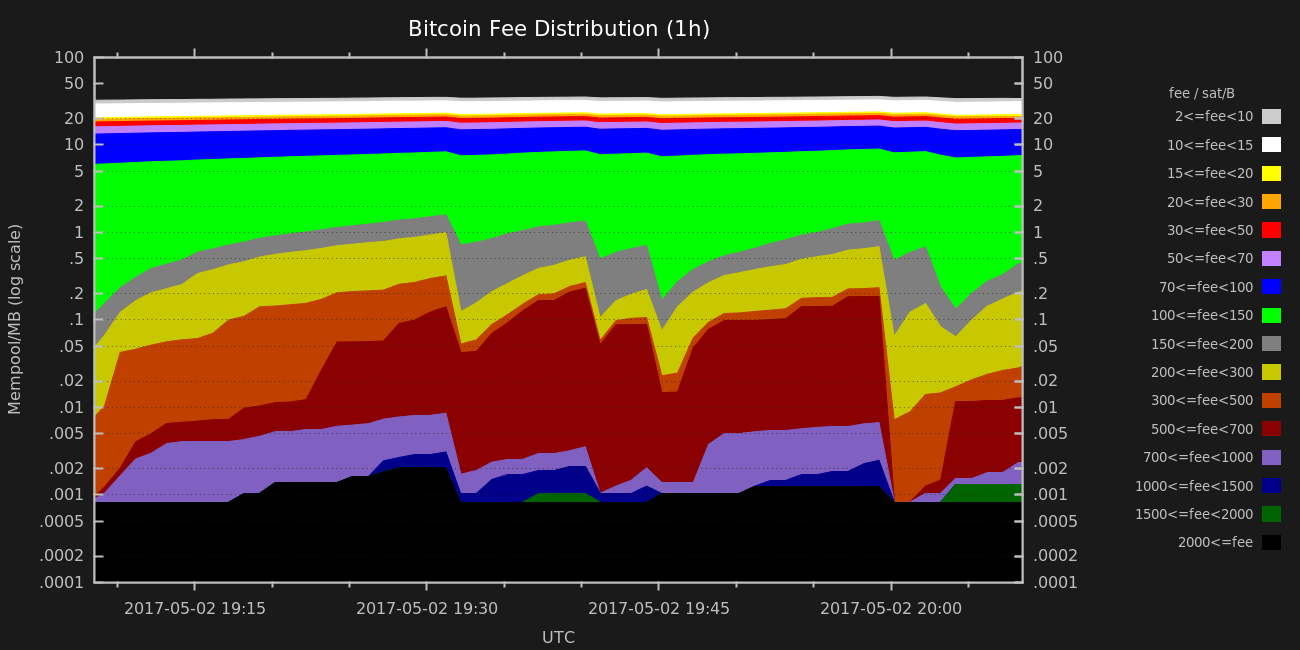 Bitcoin Fee Distribution (1h)
100
50
20
10
5
2
1
.5
.2
.1
.05
.02
.01
.005
.002
.001
.0005
.0002
.0001
Mempool/MB (log scale)
100
50
20
10
5
2
1
.5
.2
.1
.05
.02
.01
.005
.002
.001
.0005
.0002
.0001
fee / sat/B
2<=fee<10
10<=fee<15
15<=fee<20
20<=fee<30
30<=fee<50
50<=fee<70
70<=fee<100
100<=fee<150
150<=fee<200
200<=fee<300
300<=fee<500
500<=fee<700
700<=fee<1000
1000<=fee<1500
1500<=fee<2000
2000<=fee
2017-05-02 19:15 2017-05-02 19:30 2017-05-02 19:45 2017-05-02 20:00
UTC